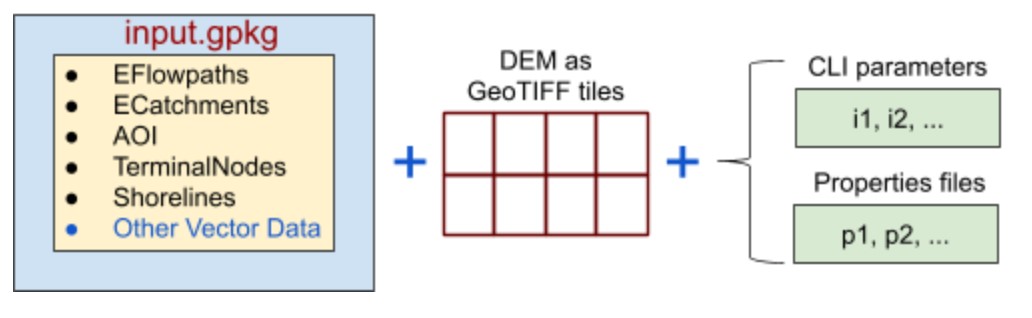 input.gpkg
● EFlowpaths
● ECatchments
● AOI
● TerminalNodes
● Shorelines
● Other Vector Data
+
DEM as
GeoTIFF tiles
+
CLI parameters
i1, i2, ...
Properties files
p1, p2, ...